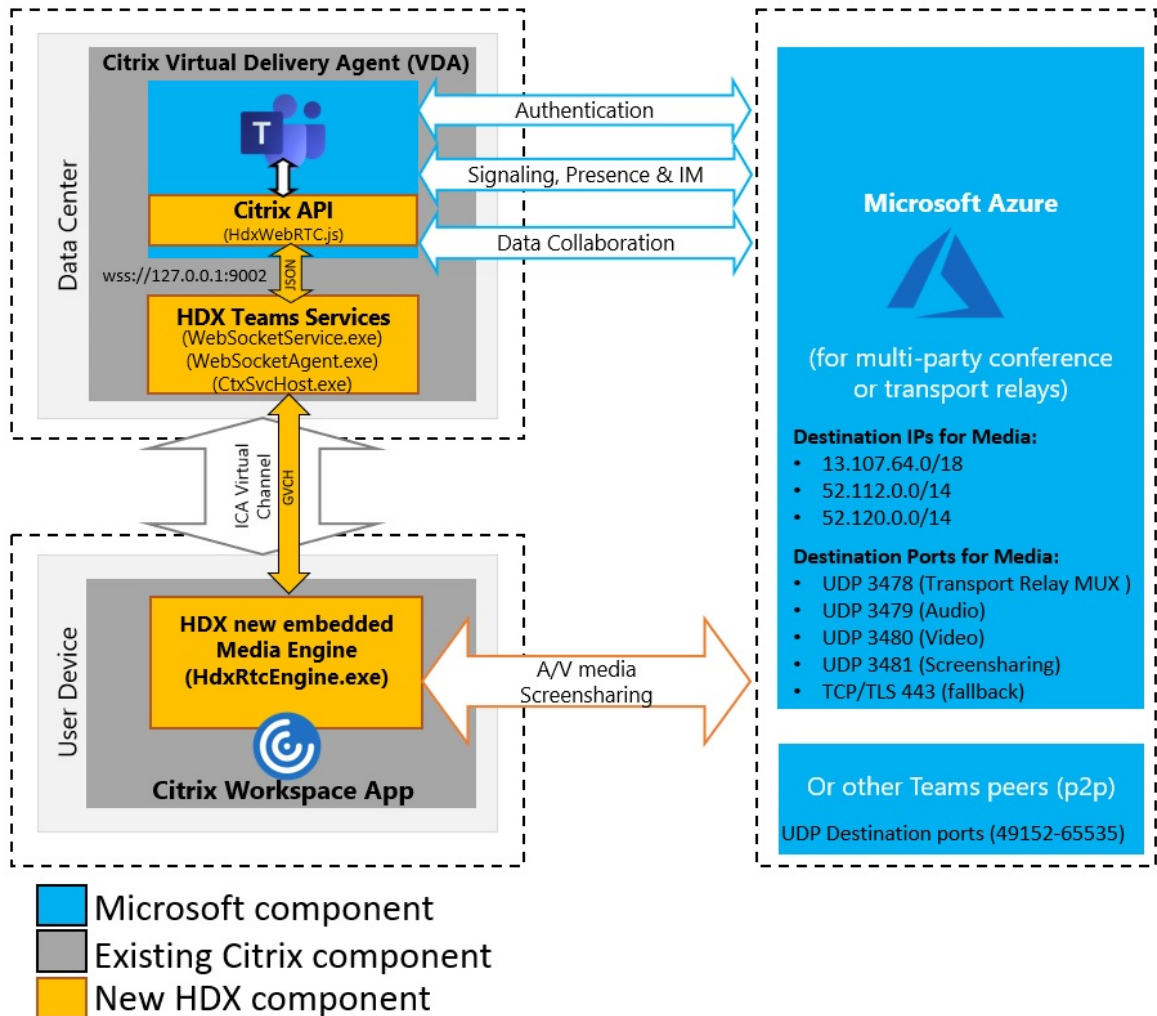 Data Center
Citrix Virtual Delivery Agent (VDA)
T
Citrix API
(HdxWebRTC.js)
wss://127.0.0.1:9002
JSON
HDX Teams Services
(WebSocketService.exe)
(WebSocketAgent.exe)
(CtxSvcHost.exe)
Authentication
Signaling, Presence & IM
Data Collaboration
ICA Virtual
Channel
GVCH
User Device
HDX new embedded
Media Engine
(HdxRtcEngine.exe)
Citrix Workspace App
A/V media
Screensharing
Microsoft Azure
(for multi-party conference
or transport relays)
Destination IPs for Media:
• 13.107.64.0/18
• 52.112.0.0/14
• 52.120.0.0/14
Destination Ports for Media:
• UDP 3478 (Transport Relay MUX )
• UDP 3479 (Audio)
• UDP 3480 (Video)
• UDP 3481 (Screensharing)
• TCP/TLS 443 (fallback)
Or other Teams peers (p2p)
UDP Destination ports (49152-65535)
Microsoft component
Existing Citrix component
New HDX component